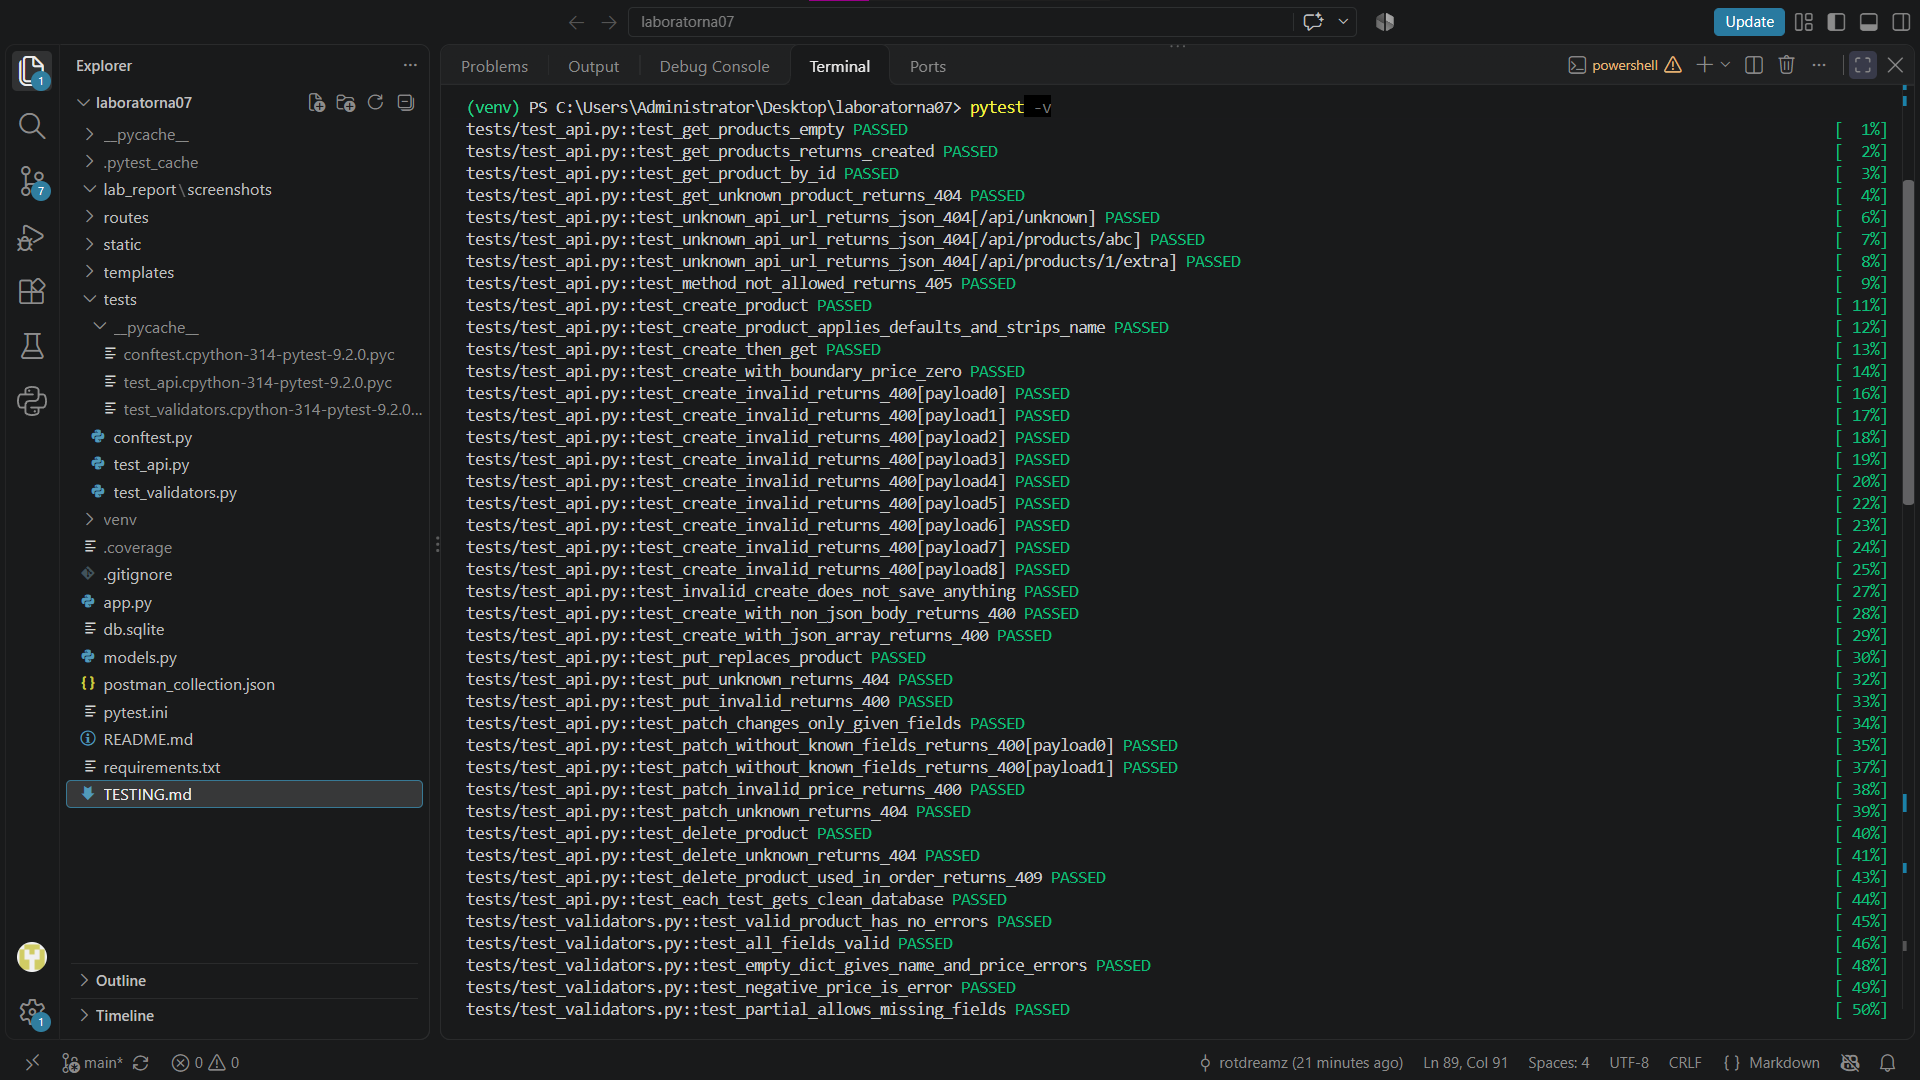 laboratorna07
Update
Explorer
laboratorna07
__pycache__
.pytest_cache
lab_report\screenshots
routes
static
templates
tests
__pycache__
conftest.cpython-314-pytest-9.2.0.pyc
test_api.cpython-314-pytest-9.2.0.pyc
test_validators.cpython-314-pytest-9.2.0...
conftest.py
test_api.py
test_validators.py
venv
.coverage
.gitignore
app.py
db.sqlite
models.py
postman_collection.json
pytest.ini
README.md
requirements.txt
TESTING.md
Outline
Timeline
1
7
1
Problems Output Debug Console Terminal Ports
powershell
(venv) PS C:\Users\Administrator\Desktop\laboratorna07> pytest -v
tests/test_api.py::test_get_products_empty PASSED [  1%]
tests/test_api.py::test_get_products_returns_created PASSED [  2%]
tests/test_api.py::test_get_product_by_id PASSED [  3%]
tests/test_api.py::test_get_unknown_product_returns_404 PASSED [  4%]
tests/test_api.py::test_unknown_api_url_returns_json_404[/api/unknown] PASSED [  6%]
tests/test_api.py::test_unknown_api_url_returns_json_404[/api/products/abc] PASSED [  7%]
tests/test_api.py::test_unknown_api_url_returns_json_404[/api/products/1/extra] PASSED [  8%]
tests/test_api.py::test_method_not_allowed_returns_405 PASSED [  9%]
tests/test_api.py::test_create_product PASSED [ 11%]
tests/test_api.py::test_create_product_applies_defaults_and_strips_name PASSED [ 12%]
tests/test_api.py::test_create_then_get PASSED [ 13%]
tests/test_api.py::test_create_with_boundary_price_zero PASSED [ 14%]
tests/test_api.py::test_create_invalid_returns_400[payload0] PASSED [ 16%]
tests/test_api.py::test_create_invalid_returns_400[payload1] PASSED [ 17%]
tests/test_api.py::test_create_invalid_returns_400[payload2] PASSED [ 18%]
tests/test_api.py::test_create_invalid_returns_400[payload3] PASSED [ 19%]
tests/test_api.py::test_create_invalid_returns_400[payload4] PASSED [ 20%]
tests/test_api.py::test_create_invalid_returns_400[payload5] PASSED [ 22%]
tests/test_api.py::test_create_invalid_returns_400[payload6] PASSED [ 23%]
tests/test_api.py::test_create_invalid_returns_400[payload7] PASSED [ 24%]
tests/test_api.py::test_create_invalid_returns_400[payload8] PASSED [ 25%]
tests/test_api.py::test_invalid_create_does_not_save_anything PASSED [ 27%]
tests/test_api.py::test_create_with_non_json_body_returns_400 PASSED [ 28%]
tests/test_api.py::test_create_with_json_array_returns_400 PASSED [ 29%]
tests/test_api.py::test_put_replaces_product PASSED [ 30%]
tests/test_api.py::test_put_unknown_returns_404 PASSED [ 32%]
tests/test_api.py::test_put_invalid_returns_400 PASSED [ 33%]
tests/test_api.py::test_patch_changes_only_given_fields PASSED [ 34%]
tests/test_api.py::test_patch_without_known_fields_returns_400[payload0] PASSED [ 35%]
tests/test_api.py::test_patch_without_known_fields_returns_400[payload1] PASSED [ 37%]
tests/test_api.py::test_patch_invalid_price_returns_400 PASSED [ 38%]
tests/test_api.py::test_patch_unknown_returns_404 PASSED [ 39%]
tests/test_api.py::test_delete_product PASSED [ 40%]
tests/test_api.py::test_delete_unknown_returns_404 PASSED [ 41%]
tests/test_api.py::test_delete_product_used_in_order_returns_409 PASSED [ 43%]
tests/test_api.py::test_each_test_gets_clean_database PASSED [ 44%]
tests/test_validators.py::test_valid_product_has_no_errors PASSED [ 45%]
tests/test_validators.py::test_all_fields_valid PASSED [ 46%]
tests/test_validators.py::test_empty_dict_gives_name_and_price_errors PASSED [ 48%]
tests/test_validators.py::test_negative_price_is_error PASSED [ 49%]
tests/test_validators.py::test_partial_allows_missing_fields PASSED [ 50%]
main* 0 0 rotdreamz (21 minutes ago) Ln 89, Col 91 Spaces: 4 UTF-8 CRLF { } Markdown